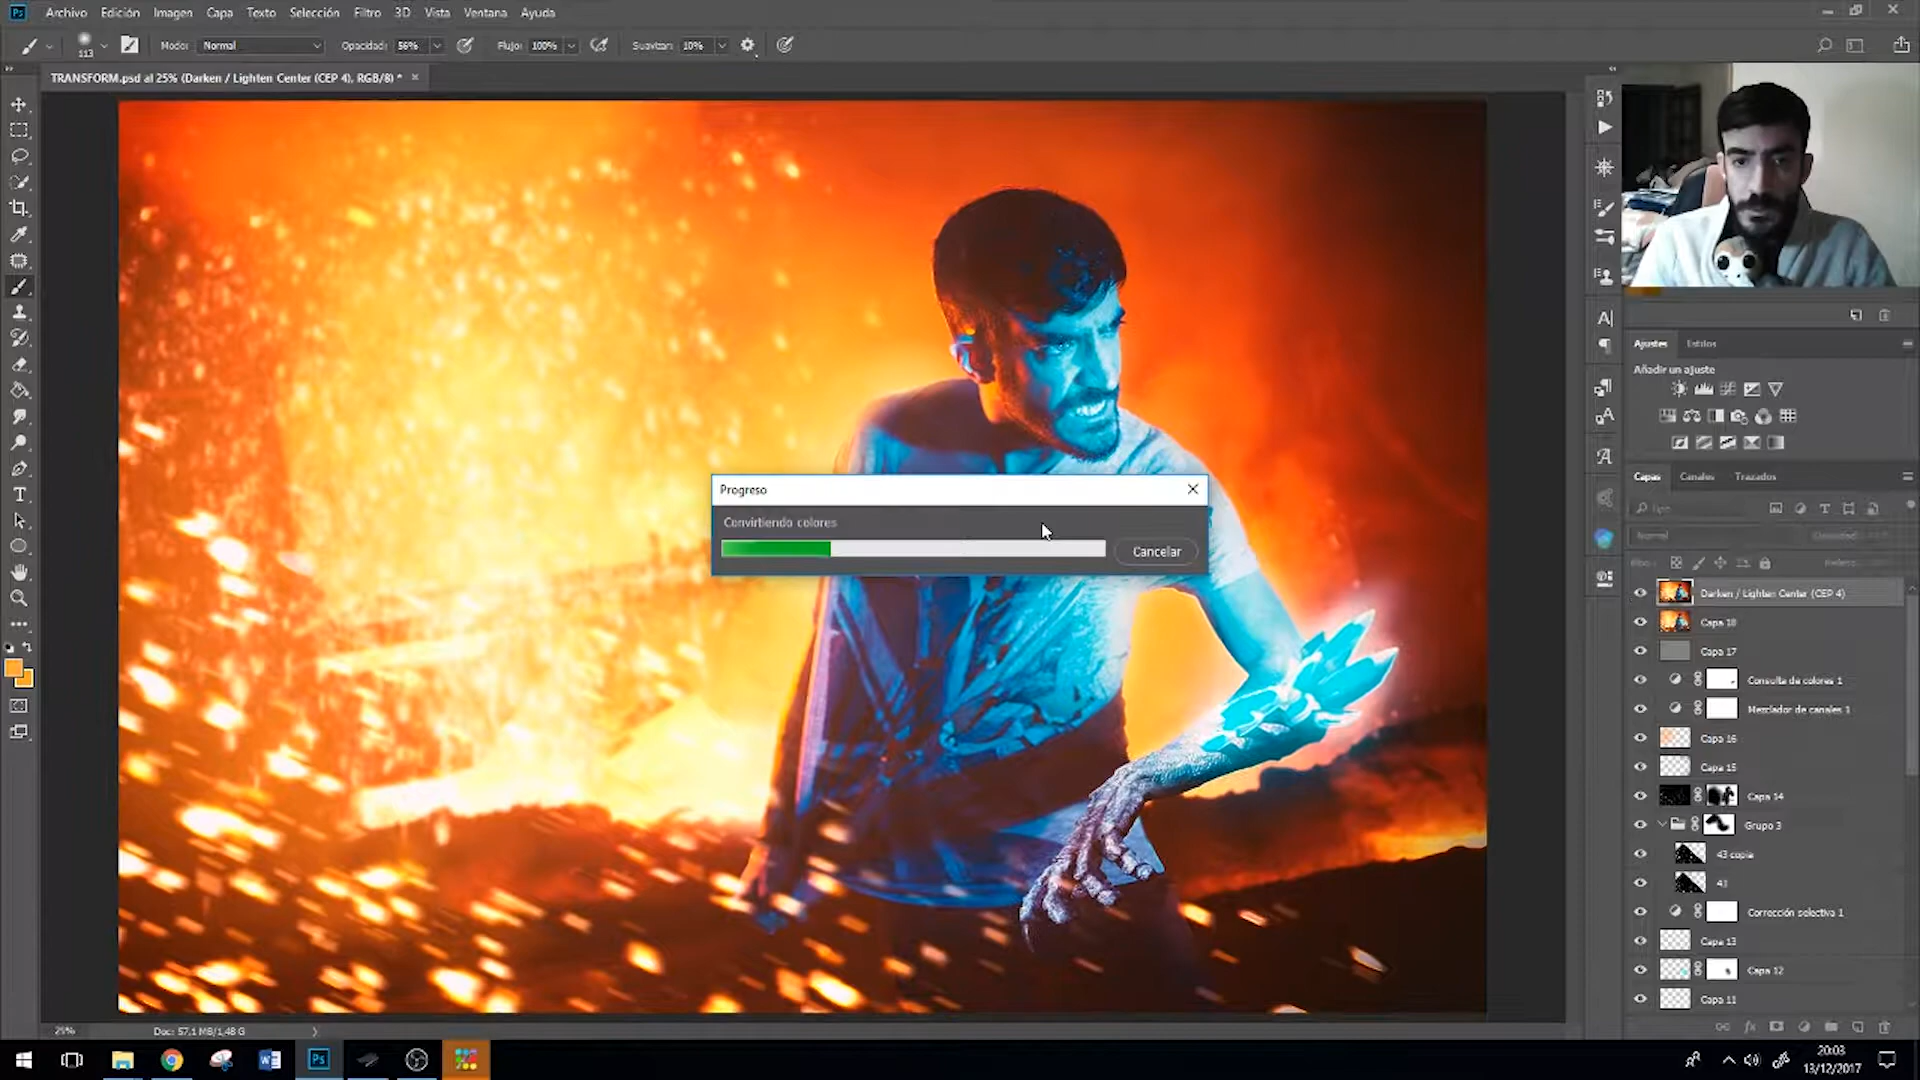 Ps Archivo Edición Imagen Capa Texto Selección Filtro 3D Vista Ventana Ayuda
113 Modo: Normal Opacidad: 56% Flujo: 100% Suavizar: 10%
TRANSFORM.psd al 25% (Darken / Lighten Center (CEP 4), RGB/8) *
Ajustes Estilos
Añadir un ajuste
Capas Canales Trazados
Tipo
Normal
Progreso
Convirtiendo colores
Cancelar
Darken / Lighten Center (CEP 4)
Capa 18
Capa 17
Consulta de colores 1
Mezclador de canales 1
Capa 16
Capa 15
Capa 14
Grupo 3
43 copia
43
Corrección selectiva 1
Capa 13
Capa 12
Capa 11
25% Doc: 57,1 MB/1,48 G
Ps
20:03
13/12/2017